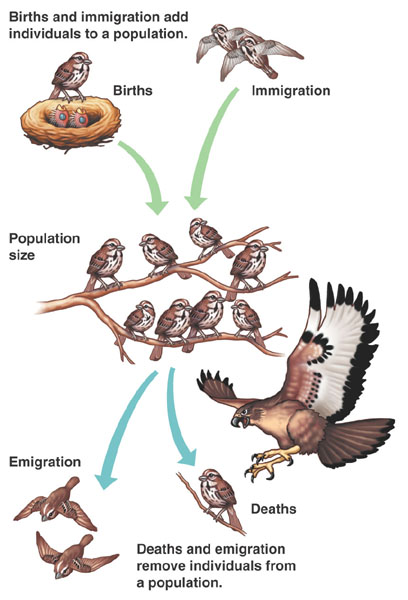 Births and immigration add
individuals to a population.
Births
Immigration
Population
size
Emigration
Deaths
Deaths and emigration
remove individuals from
a population.